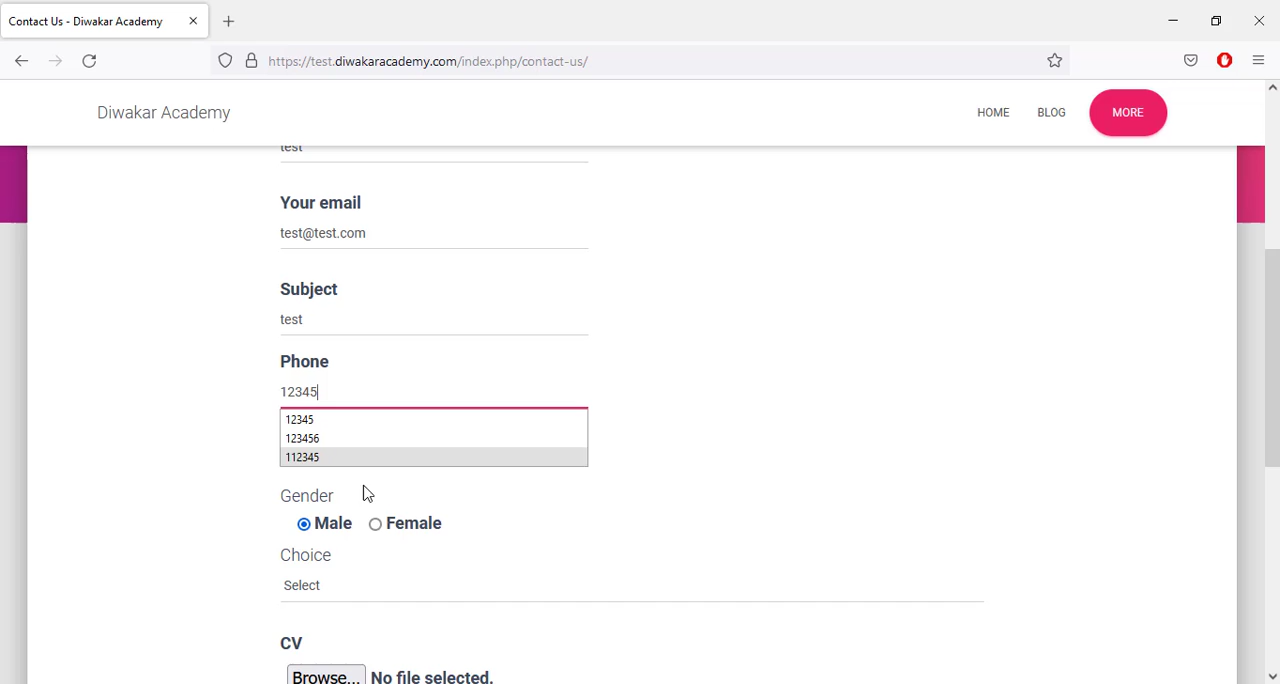 Contact Us - Diwakar Academy
https://test.diwakaracademy.com/index.php/contact-us/
Diwakar Academy
HOME
BLOG
MORE
test
Your email
test@test.com
Subject
test
Phone
12345
12345
123456
112345
Gender
Male
Female
Choice
Select
CV
Browse... No file selected.